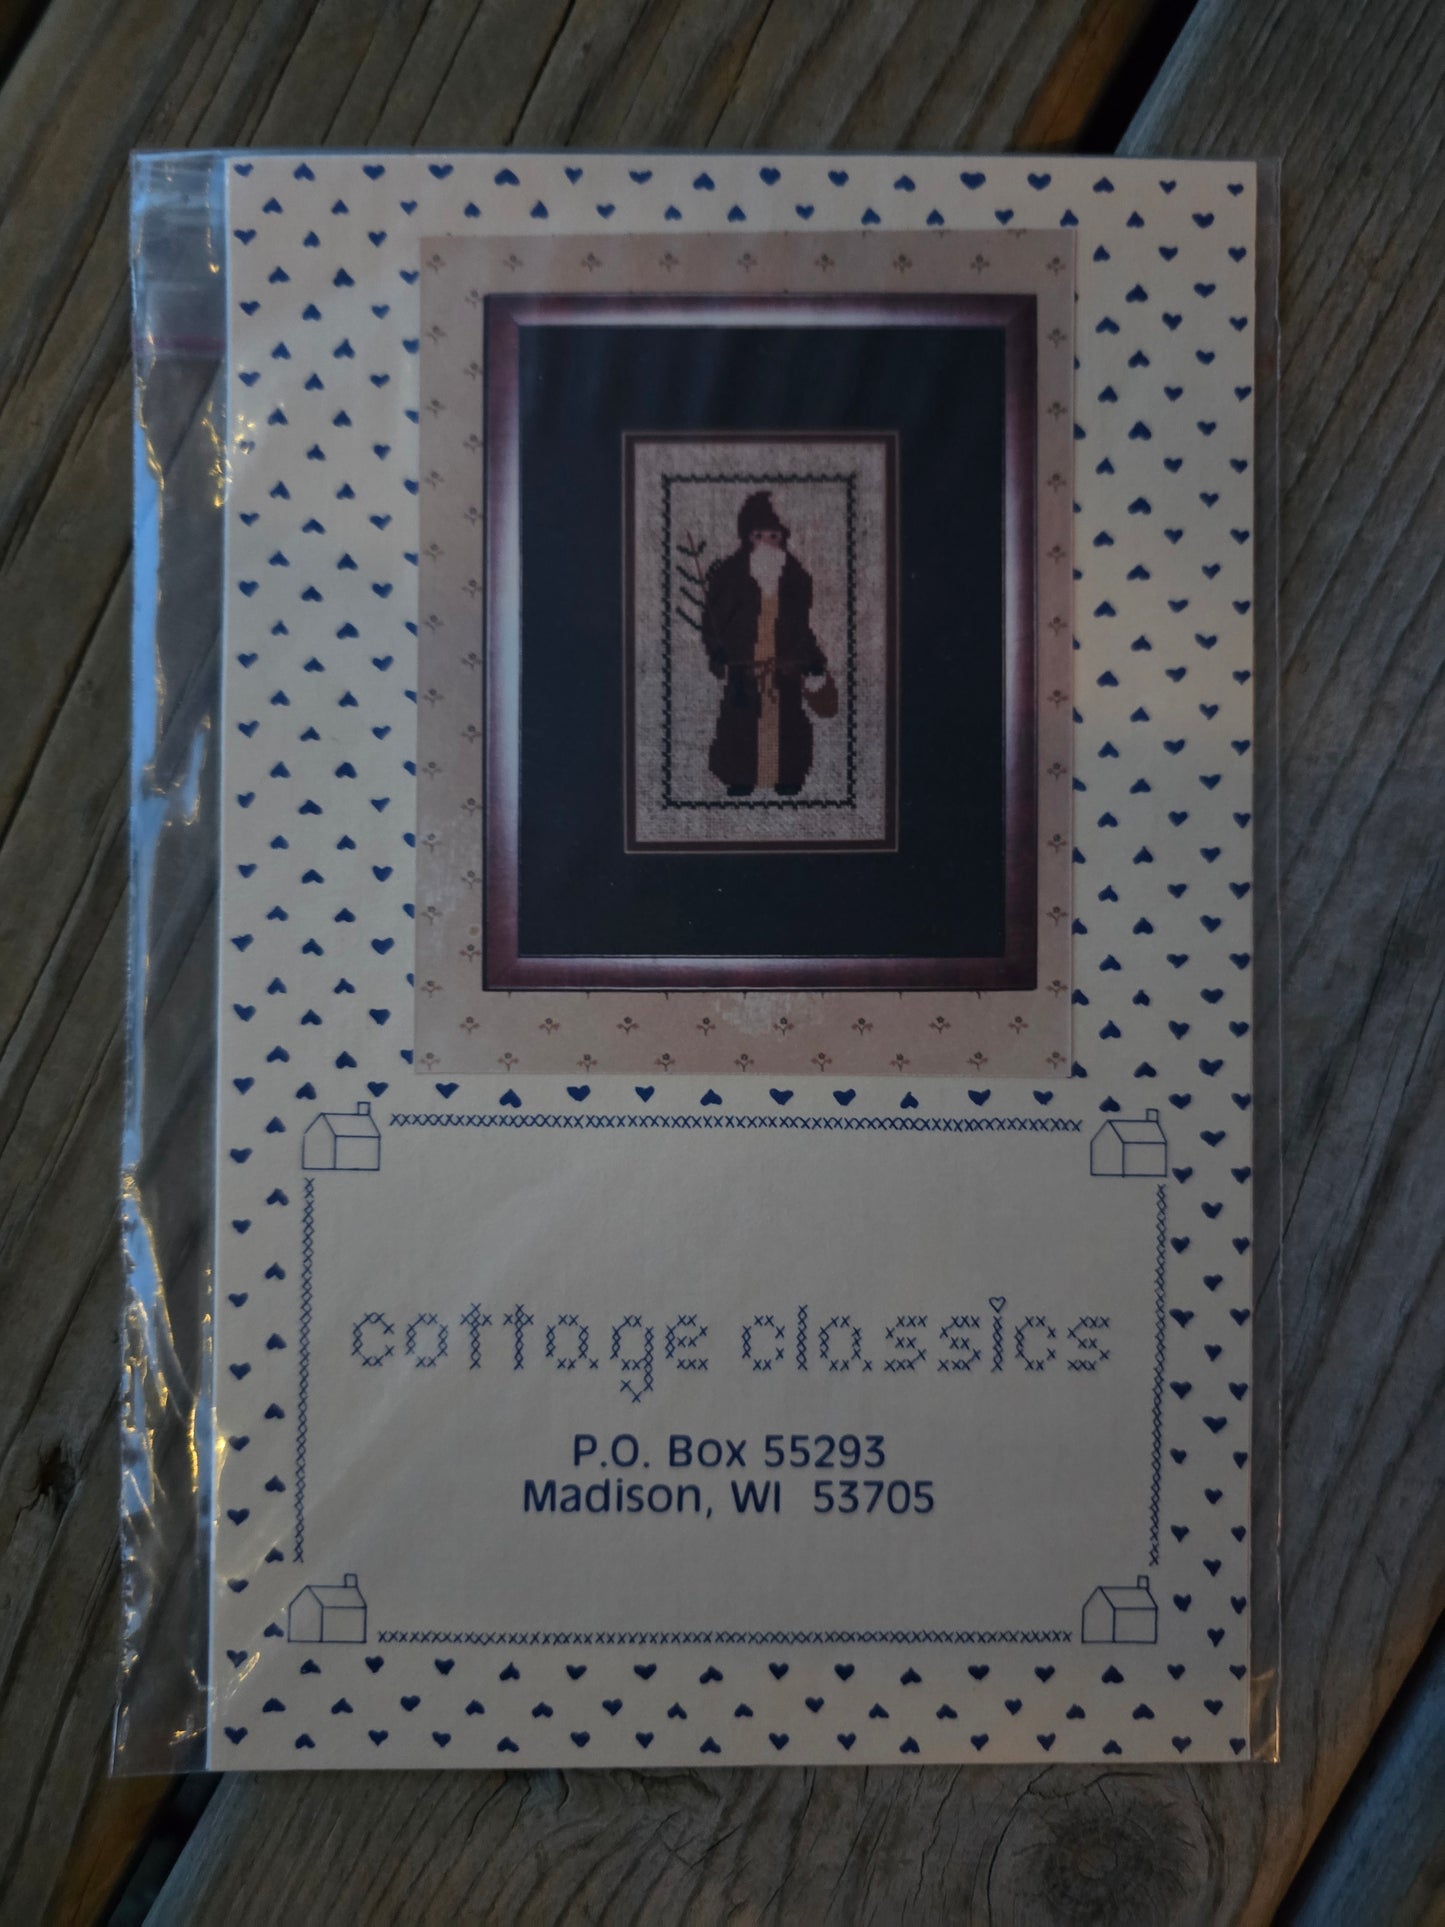 cottage classics
P.O. Box 55293
Madison, WI 53705